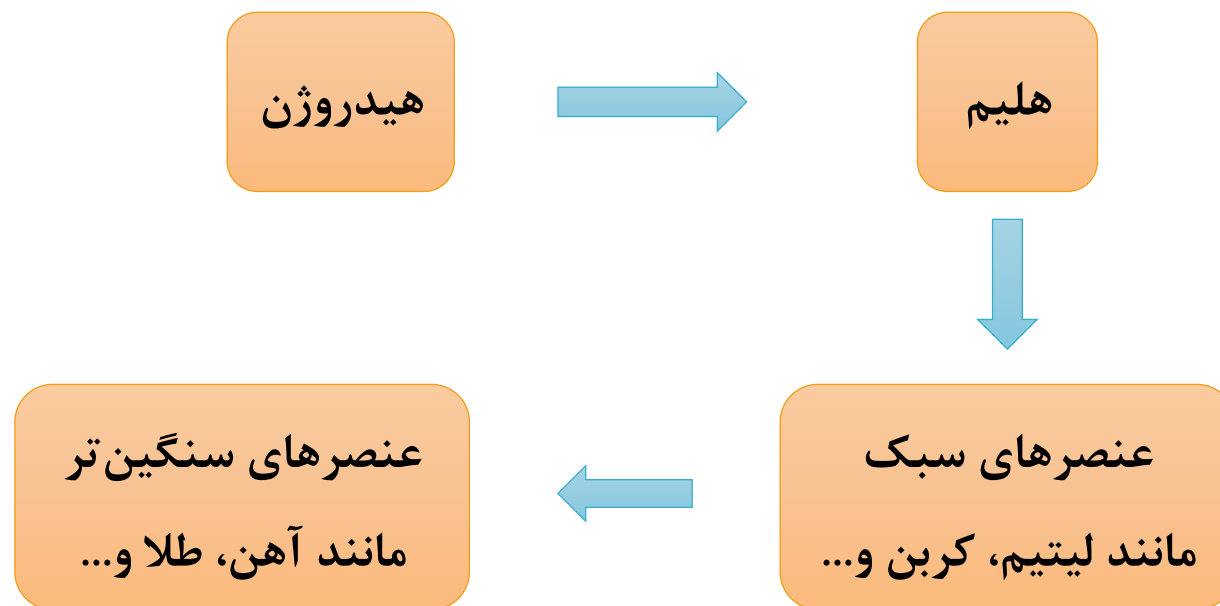 هیدروژن
هلیم
عنصرهای سبک
مانند لیتیم، کربن و...
عنصرهای سنگین‌تر
مانند آهن، طلا و...